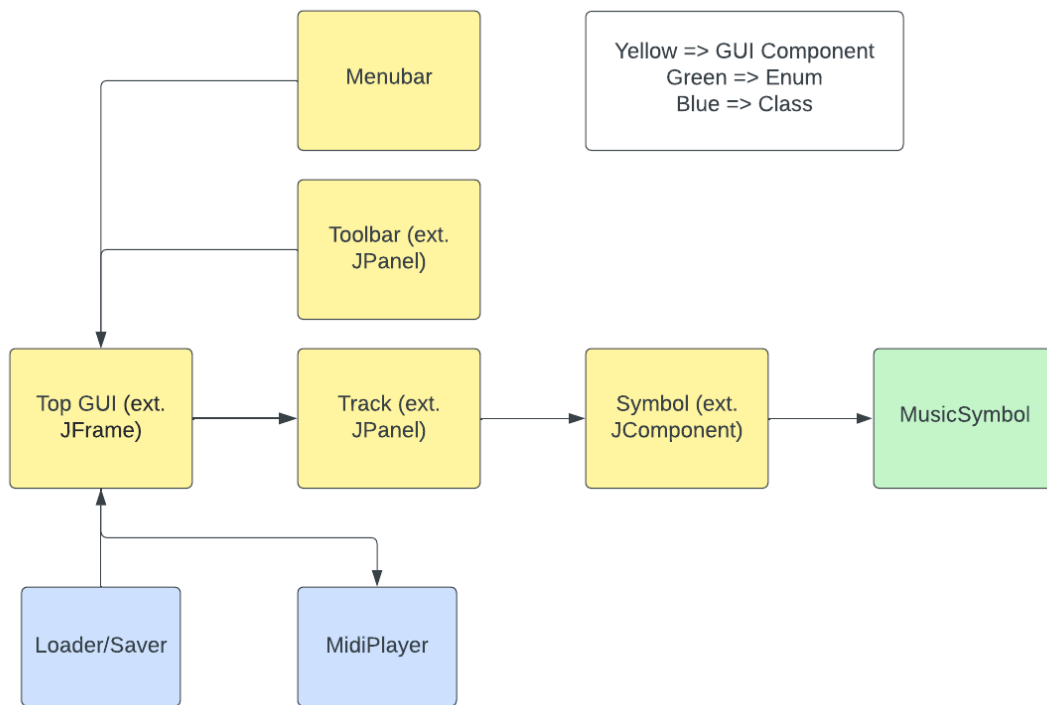 Menubar
Yellow => GUI Component
Green => Enum
Blue => Class
Toolbar (ext.
JPanel)
Top GUI (ext.
JFrame)
Track (ext.
JPanel)
Symbol (ext.
JComponent)
MusicSymbol
Loader/Saver
MidiPlayer